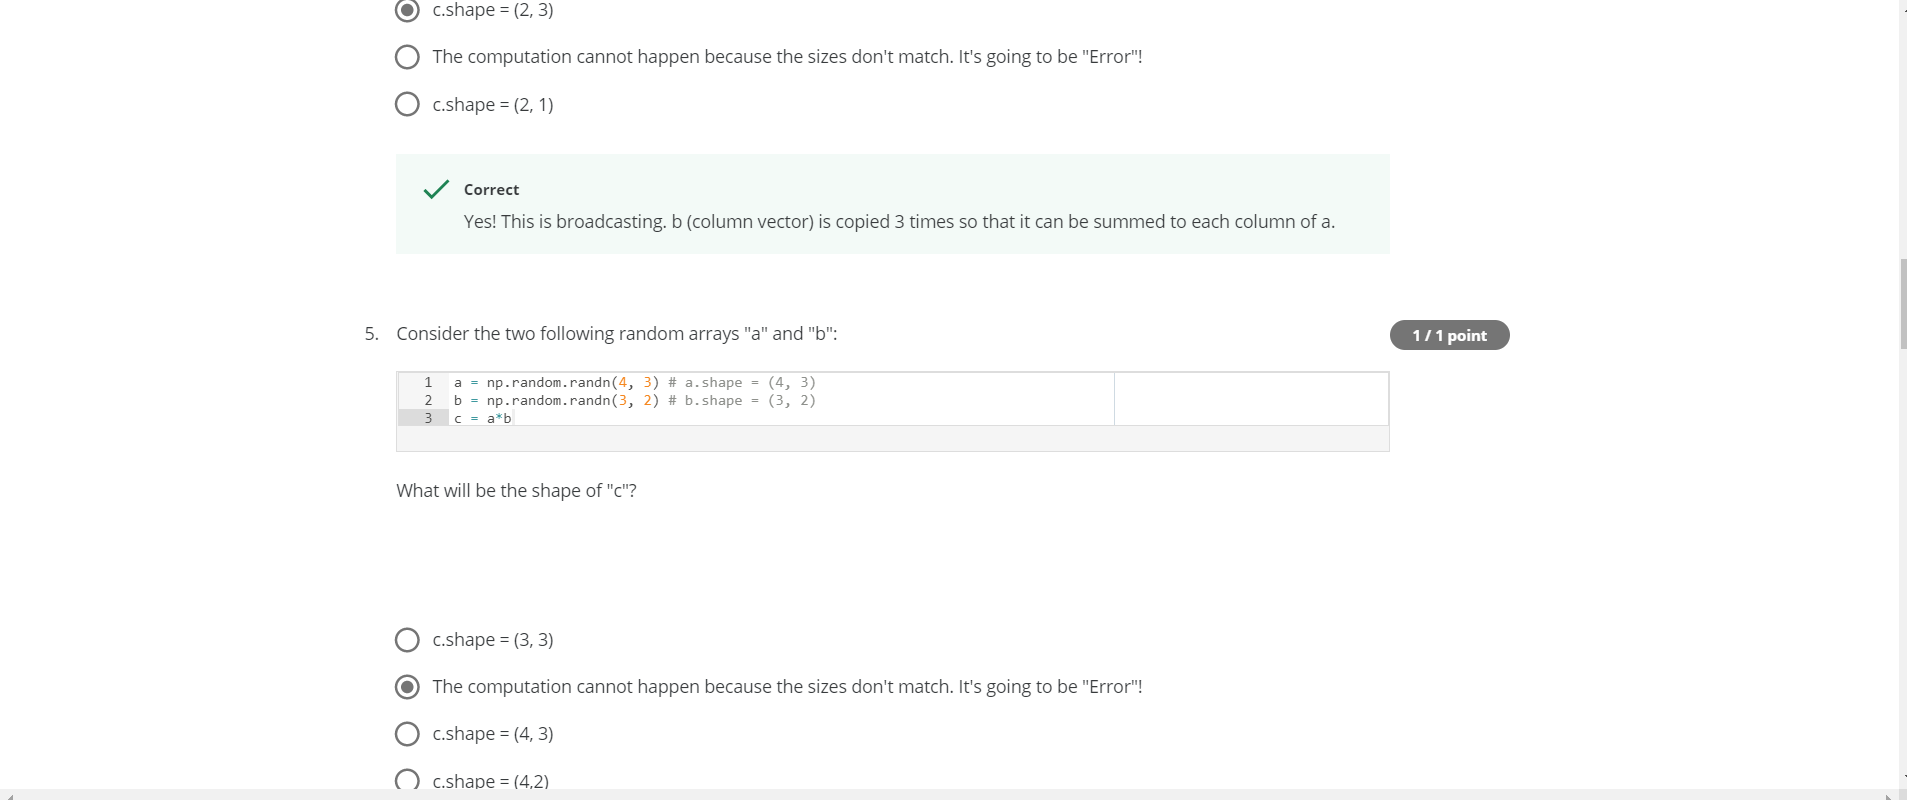 c.shape = (2, 3)
The computation cannot happen because the sizes don't match. It's going to be "Error"!
c.shape = (2, 1)
Correct
Yes! This is broadcasting. b (column vector) is copied 3 times so that it can be summed to each column of a.
5. Consider the two following random arrays "a" and "b":
1 / 1 point
1 a = np.random.randn(4, 3) # a.shape = (4, 3)
2 b = np.random.randn(3, 2) # b.shape = (3, 2)
3 c = a*b
What will be the shape of "c"?
c.shape = (3, 3)
The computation cannot happen because the sizes don't match. It's going to be "Error"!
c.shape = (4, 3)
c.shape = (4,2)